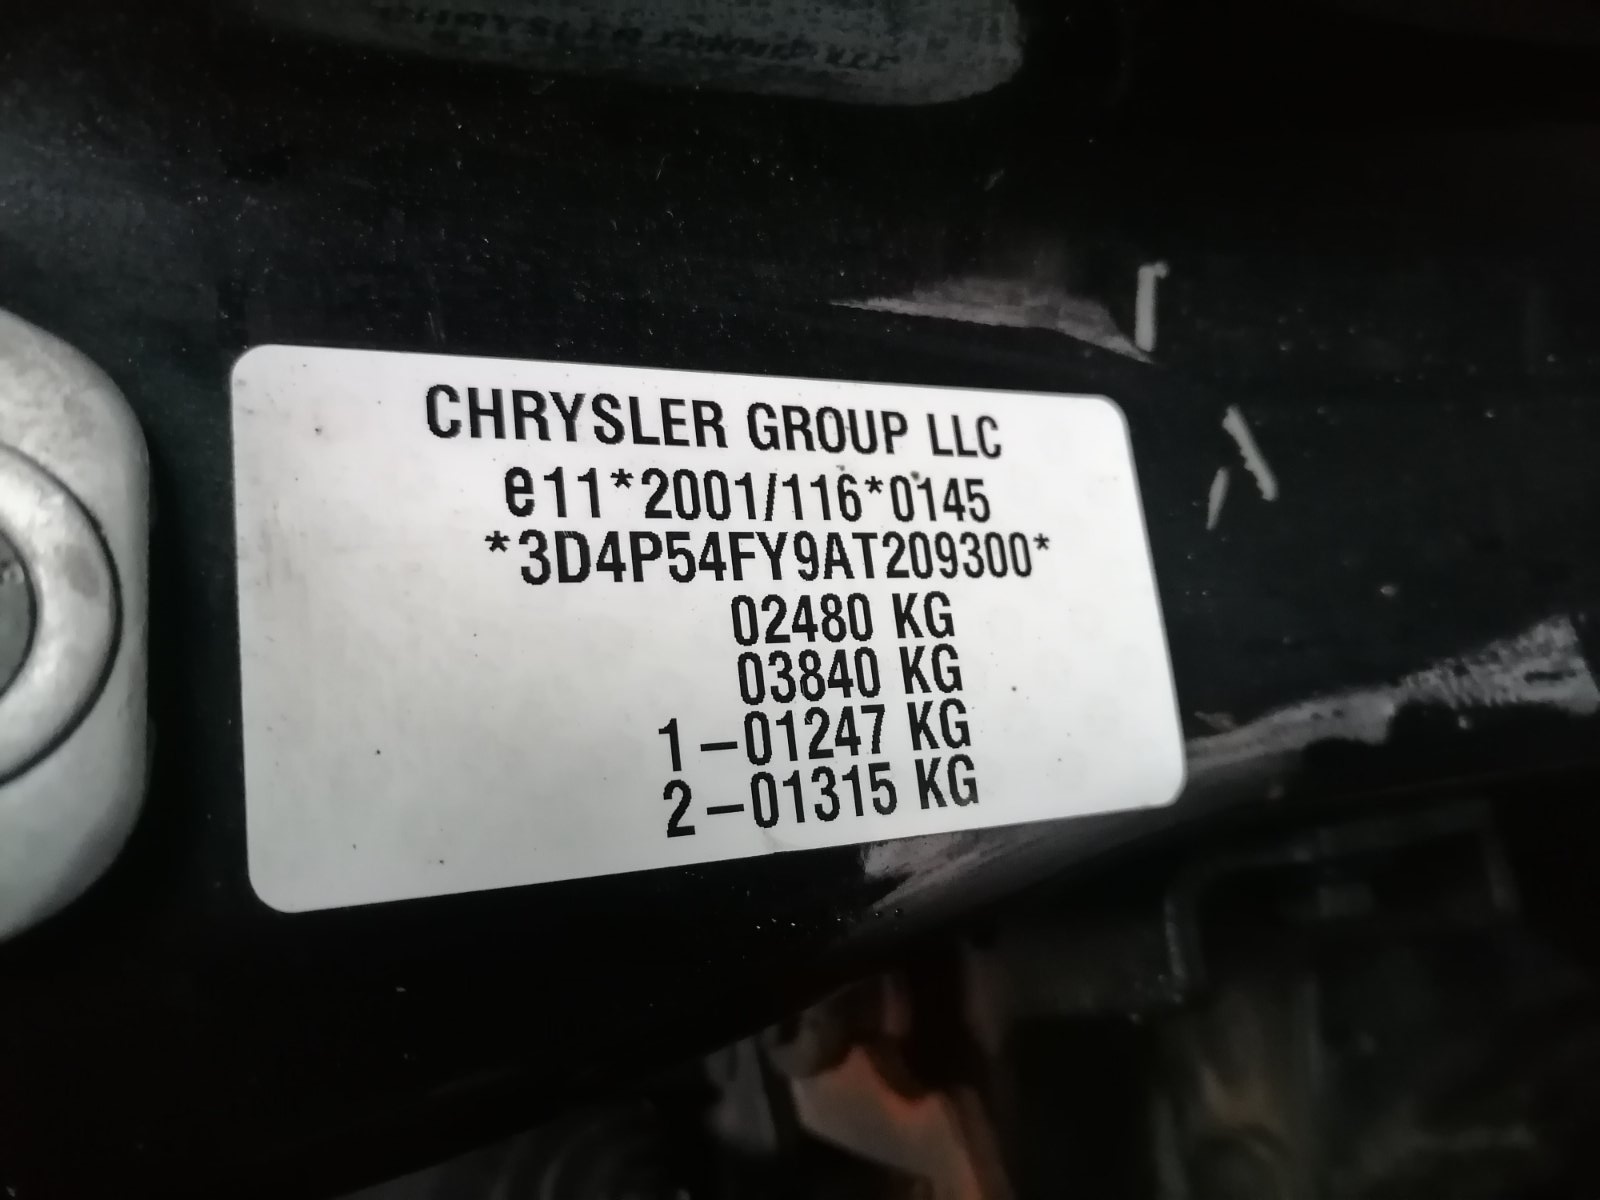 CHRYSLER GROUP LLC
e11*2001/116*0145
*3D4P54FY9AT209300*
02480 KG
03840 KG
1-01247 KG
2-01315 KG